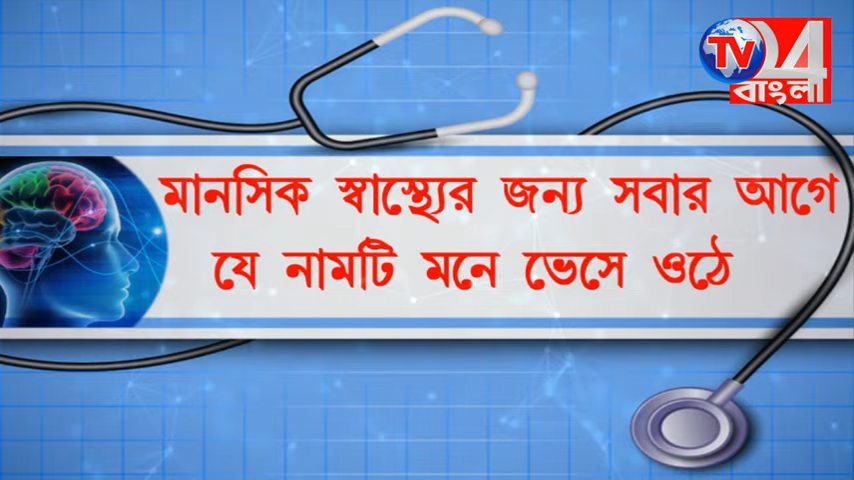 TV 24
বাংলা
মানসিক স্বাস্থ্যের জন্য সবার আগে
যে নামটি মনে ভেসে ওঠে